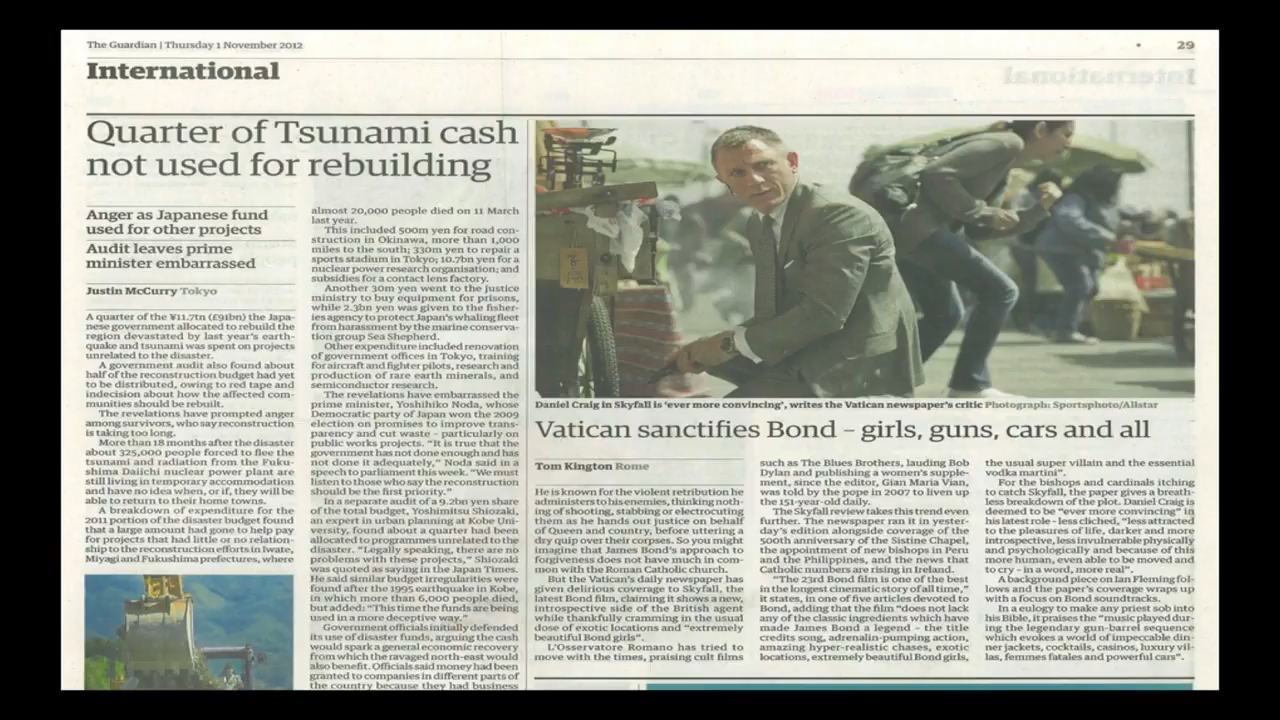 The Guardian | Thursday 1 November 2012
29
International
Quarter of Tsunami cash
not used for rebuilding
Anger as Japanese fund
used for other projects
Audit leaves prime
minister embarrassed
Justin McCurry Tokyo
A quarter of the ¥11.7tn (£91bn) the Japa-
nese government allocated to rebuild the
region devastated by last year's earth-
quake and tsunami was spent on projects
unrelated to the disaster.
A government audit also found about
half of the reconstruction budget had yet
to be distributed, owing to red tape and
indecision about how the affected com-
munities should be rebuilt.
The revelations have prompted anger
among survivors, who say reconstruction
is taking too long.
More than 18 months after the disaster
about 325,000 people forced to flee the
tsunami and radiation from the Fuku-
shima Daiichi nuclear power plant are
still living in temporary accommodation
and have no idea when, or if, they will be
able to return to their home towns.
A breakdown of expenditure for the
2011 portion of the disaster budget found
that a large amount had gone to help pay
for projects that had little or no relation-
ship to the reconstruction efforts in Iwate,
Miyagi and Fukushima prefectures, where
almost 20,000 people died on 11 March
last year.
This included 500m yen for road con-
struction in Okinawa, more than 1,000
miles to the south; 330m yen to repair a
sports stadium in Tokyo; 10.7bn yen for a
nuclear power research organisation; and
subsidies for a contact lens factory.
Another 30m yen went to the justice
ministry to buy equipment for prisons,
while 2.3bn yen was given to the fisher-
ies agency to protect Japan's whaling fleet
from harassment by the marine conserva-
tion group Sea Shepherd.
Other expenditure included renovation
of government offices in Tokyo, training
for aircraft and fighter pilots, research and
production of rare earth minerals, and
semiconductor research.
The revelations have embarrassed the
prime minister, Yoshihiko Noda, whose
Democratic party of Japan won the 2009
election on promises to improve trans-
parency and cut waste – particularly on
public works projects. "It is true that the
government has not done enough and has
not done it adequately," Noda said in a
speech to parliament this week. "We must
listen to those who say the reconstruction
should be the first priority."
In a separate audit of a 9.2bn yen share
of the total budget, Yoshimitsu Shiozaki,
an expert in urban planning at Kobe Uni-
versity, found about a quarter had been
allocated to programmes unrelated to the
disaster. "Legally speaking, there are no
problems with these projects," Shiozaki
was quoted as saying in the Japan Times.
He said similar budget irregularities were
found after the 1995 earthquake in Kobe,
in which more than 6,000 people died,
but added: "This time the funds are being
used in a more deceptive way."
Government officials initially defended
its use of disaster funds, arguing the cash
would spark a general economic recovery
from which the ravaged north-east would
also benefit. Officials said money had been
granted to companies in different parts of
the country because they had business
Daniel Craig in Skyfall is 'ever more convincing', writes the Vatican newspaper's critic Photograph: Sportsphoto/Allstar
Vatican sanctifies Bond – girls, guns, cars and all
Tom Kington Rome
He is known for the violent retribution he
administers to his enemies, thinking noth-
ing of shooting, stabbing or electrocuting
them as he hands out justice on behalf of
Queen and country, before uttering a
dry quip over their corpses. So you might
imagine that James Bond's approach to
forgiveness does not have much in com-
mon with the Roman Catholic church.
But the Vatican's daily newspaper has
given delirious coverage to Skyfall, the
latest Bond film, claiming it shows a new,
introspective side of the British agent
while thankfully cramming in the usual
dose of exotic locations and "extremely
beautiful Bond girls".
L'Osservatore Romano has tried to
move with the times, praising cult films
such as The Blues Brothers, lauding Bob
Dylan and publishing a women's supple-
ment, since the editor, Gian Maria Vian,
was told by the pope in 2007 to liven up
the 151-year-old daily.
The Skyfall review takes this trend even
further. The newspaper ran it in yester-
day's edition alongside coverage of the
500th anniversary of the Sistine Chapel,
the appointment of new bishops in Peru
and the Philippines, and the news that
Catholic numbers are rising in Ireland.
"The 23rd Bond film is one of the best
in the longest cinematic story of all time,"
it states, in one of five articles devoted to
Bond, adding that the film "does not lack
any of the classic ingredients which have
made James Bond a legend – the title
credits song, adrenalin-pumping action,
amazing hyper-realistic chases, exotic
locations, extremely beautiful Bond girls,
the usual super villain and the essential
vodka martini".
For the bishops and cardinals itching
to catch Skyfall, the paper gives a breath-
less breakdown of the plot. Daniel Craig is
deemed to be "ever more convincing" in
his latest role – less cliched, "less attracted
to the pleasures of life, darker and more
introspective, less invulnerable physically
and psychologically and because of this
more human, even able to be moved and
to cry – in a word, more real".
A background piece on Ian Fleming fol-
lows and the paper's coverage wraps up
with a focus on Bond soundtracks.
In a eulogy to make any priest sob into
his Bible, it praises the "music played dur-
ing the legendary gun-barrel sequence
which evokes a world of impeccable din-
ner jackets, cocktails, casinos, luxury vil-
las, femmes fatales and powerful cars".